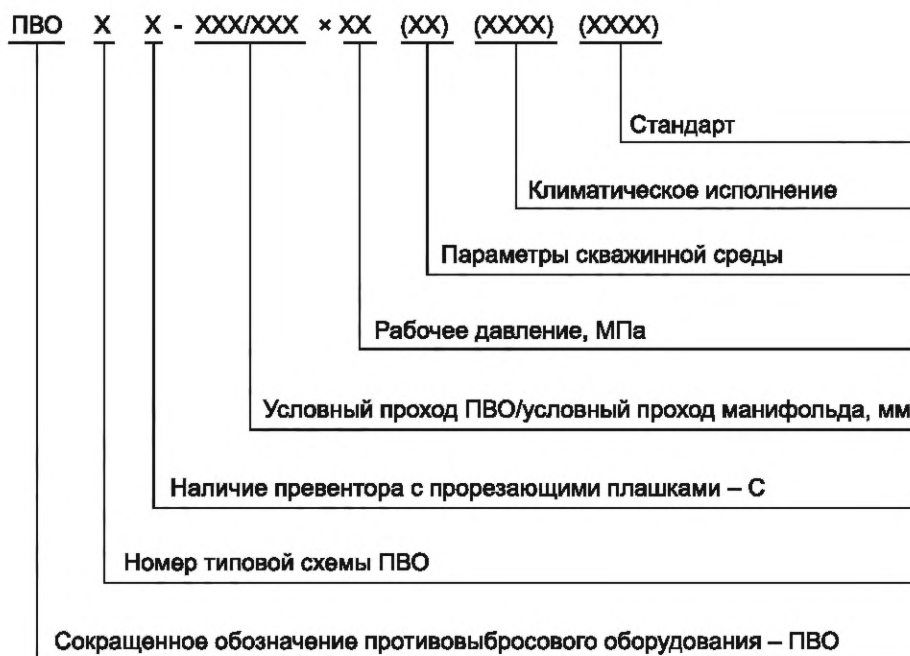 ПВО Х Х - ХХХ/ХХХ × ХХ (ХХ) (ХХХХ) (ХХХХ)
Стандарт
Климатическое исполнение
Параметры скважинной среды
Рабочее давление, МПа
Условный проход ПВО/условный проход манифольда, мм
Наличие превентора с прорезающими плашками – С
Номер типовой схемы ПВО
Сокращенное обозначение противовыбросового оборудования – ПВО